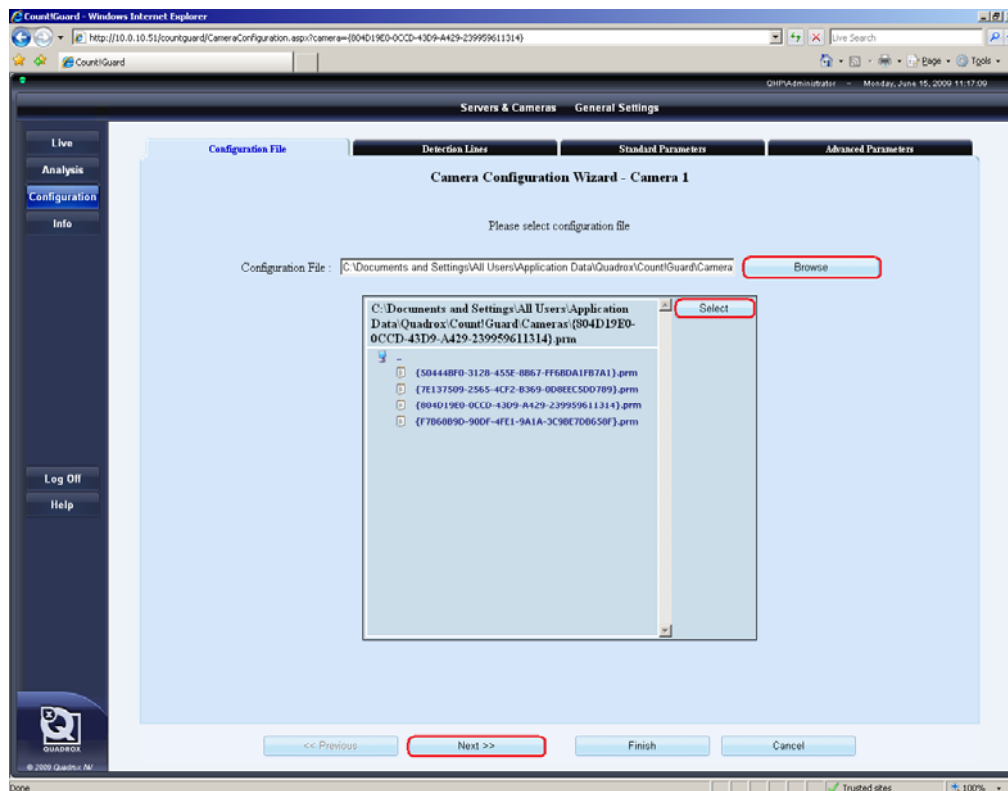 Count!Guard - Windows Internet Explorer
http://10.0.10.51/countguard/CameraConfiguration.aspx?camera={804D19E0-0CCD-43D9-A429-239959611314}
Live Search
Count!Guard
Page
Tools
QHP\Administrator - Monday, June 15, 2009 11:17:09
Servers & Cameras General Settings
Live
Analysis
Configuration
Info
Log Off
Help
Configuration File
Detection Lines
Standard Parameters
Advanced Parameters
Camera Configuration Wizard - Camera 1
Please select configuration file
Configuration File :
C:\Documents and Settings\All Users\Application Data\Quadrox\Count!Guard\Camera
Browse
C:\Documents and Settings\All Users\Application
Data\Quadrox\Count!Guard\Cameras\{804D19E0-
0CCD-43D9-A429-239959611314}.prm
Select
..
{50444BF0-3128-455E-8B67-FF6BDA1FB7A1}.prm
{7E137509-2565-4CF2-B369-0D8EEC5DD789}.prm
{804D19E0-0CCD-43D9-A429-239959611314}.prm
{F7B60B9D-90DF-4FE1-9A1A-3C9BE7DB658F}.prm
<< Previous
Next >>
Finish
Cancel
QUADROX
© 2009 Quadrox NV
Done
Trusted sites
100%